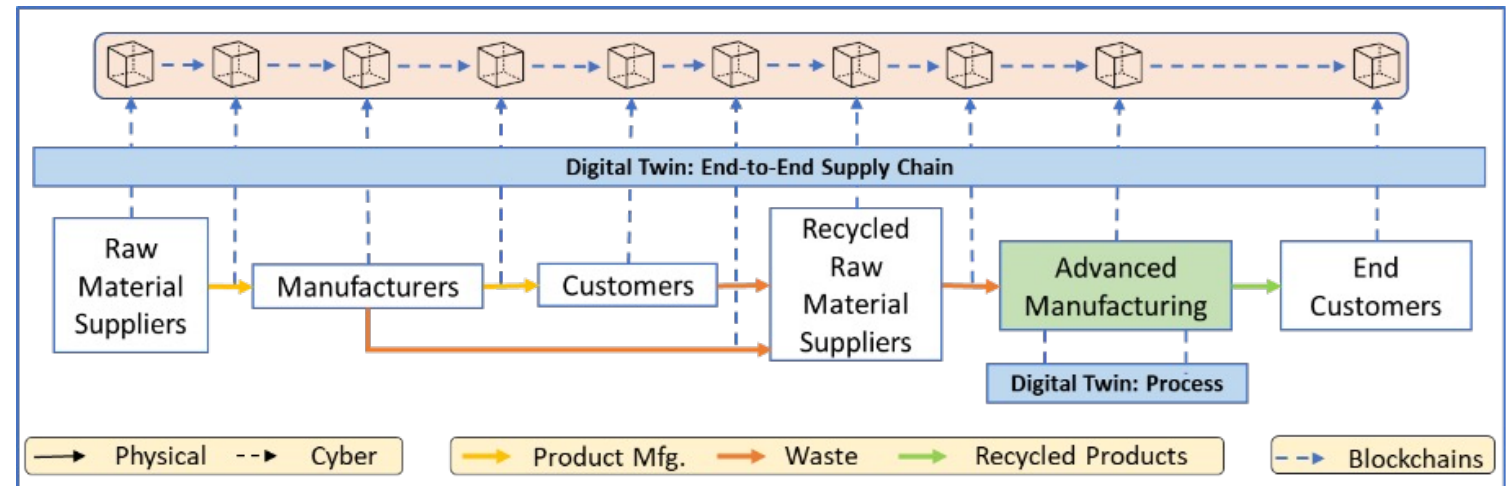 Digital Twin: End-to-End Supply Chain
Raw
Material
Suppliers
Manufacturers
Customers
Recycled
Raw
Material
Suppliers
Advanced
Manufacturing
End
Customers
Digital Twin: Process
Physical
Cyber
Product Mfg.
Waste
Recycled Products
Blockchains